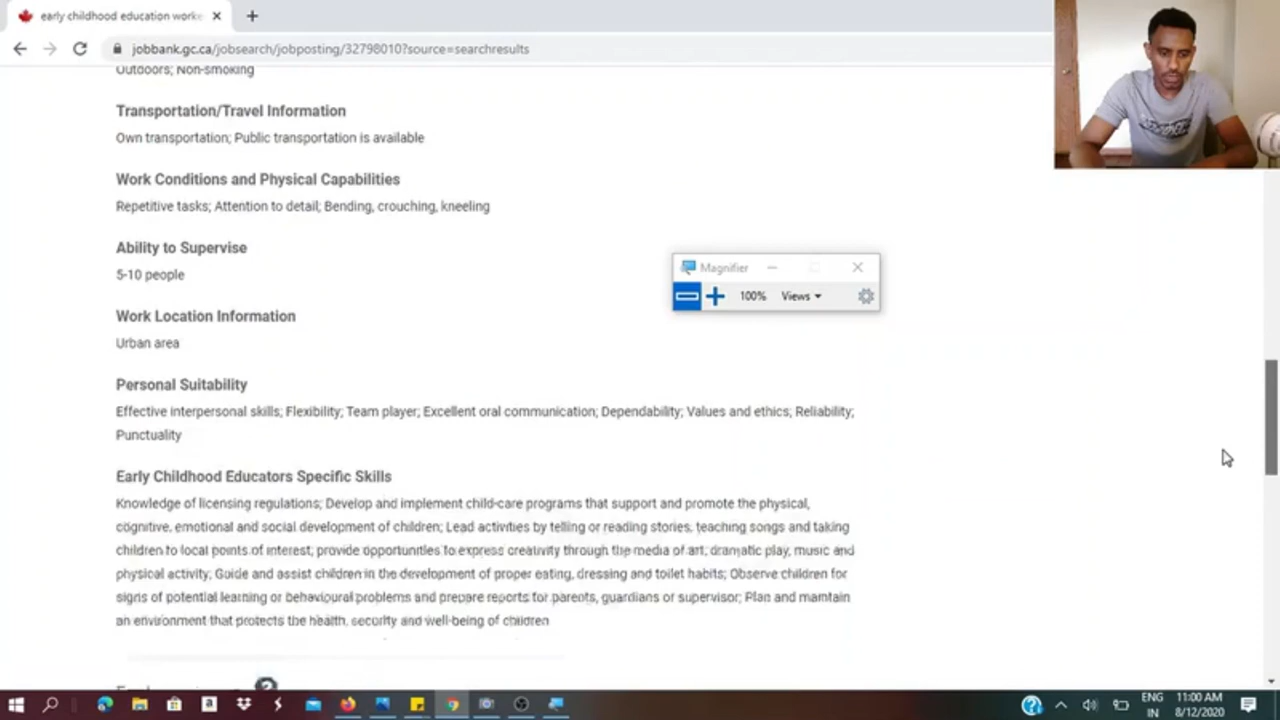 early childhood education worke
jobbank.gc.ca/jobsearch/jobposting/32798010?source=searchresults
Outdoors; Non-smoking
Transportation/Travel Information
Own transportation; Public transportation is available
Work Conditions and Physical Capabilities
Repetitive tasks; Attention to detail; Bending, crouching, kneeling
Ability to Supervise
5-10 people
Magnifier
100% Views
Work Location Information
Urban area
Personal Suitability
Effective interpersonal skills; Flexibility; Team player; Excellent oral communication; Dependability; Values and ethics; Reliability;
Punctuality
Early Childhood Educators Specific Skills
Knowledge of licensing regulations; Develop and implement child-care programs that support and promote the physical,
cognitive, emotional and social development of children; Lead activities by telling or reading stories, teaching songs and taking
children to local points of interest; provide opportunities to express creativity through the media of art, dramatic play, music and
physical activity; Guide and assist children in the development of proper eating, dressing and toilet habits; Observe children for
signs of potential learning or behavioural problems and prepare reports for parents, guardians or supervisor; Plan and maintain
an environment that protects the health, security and well-being of children
ENG
IN
11:00 AM
8/12/2020